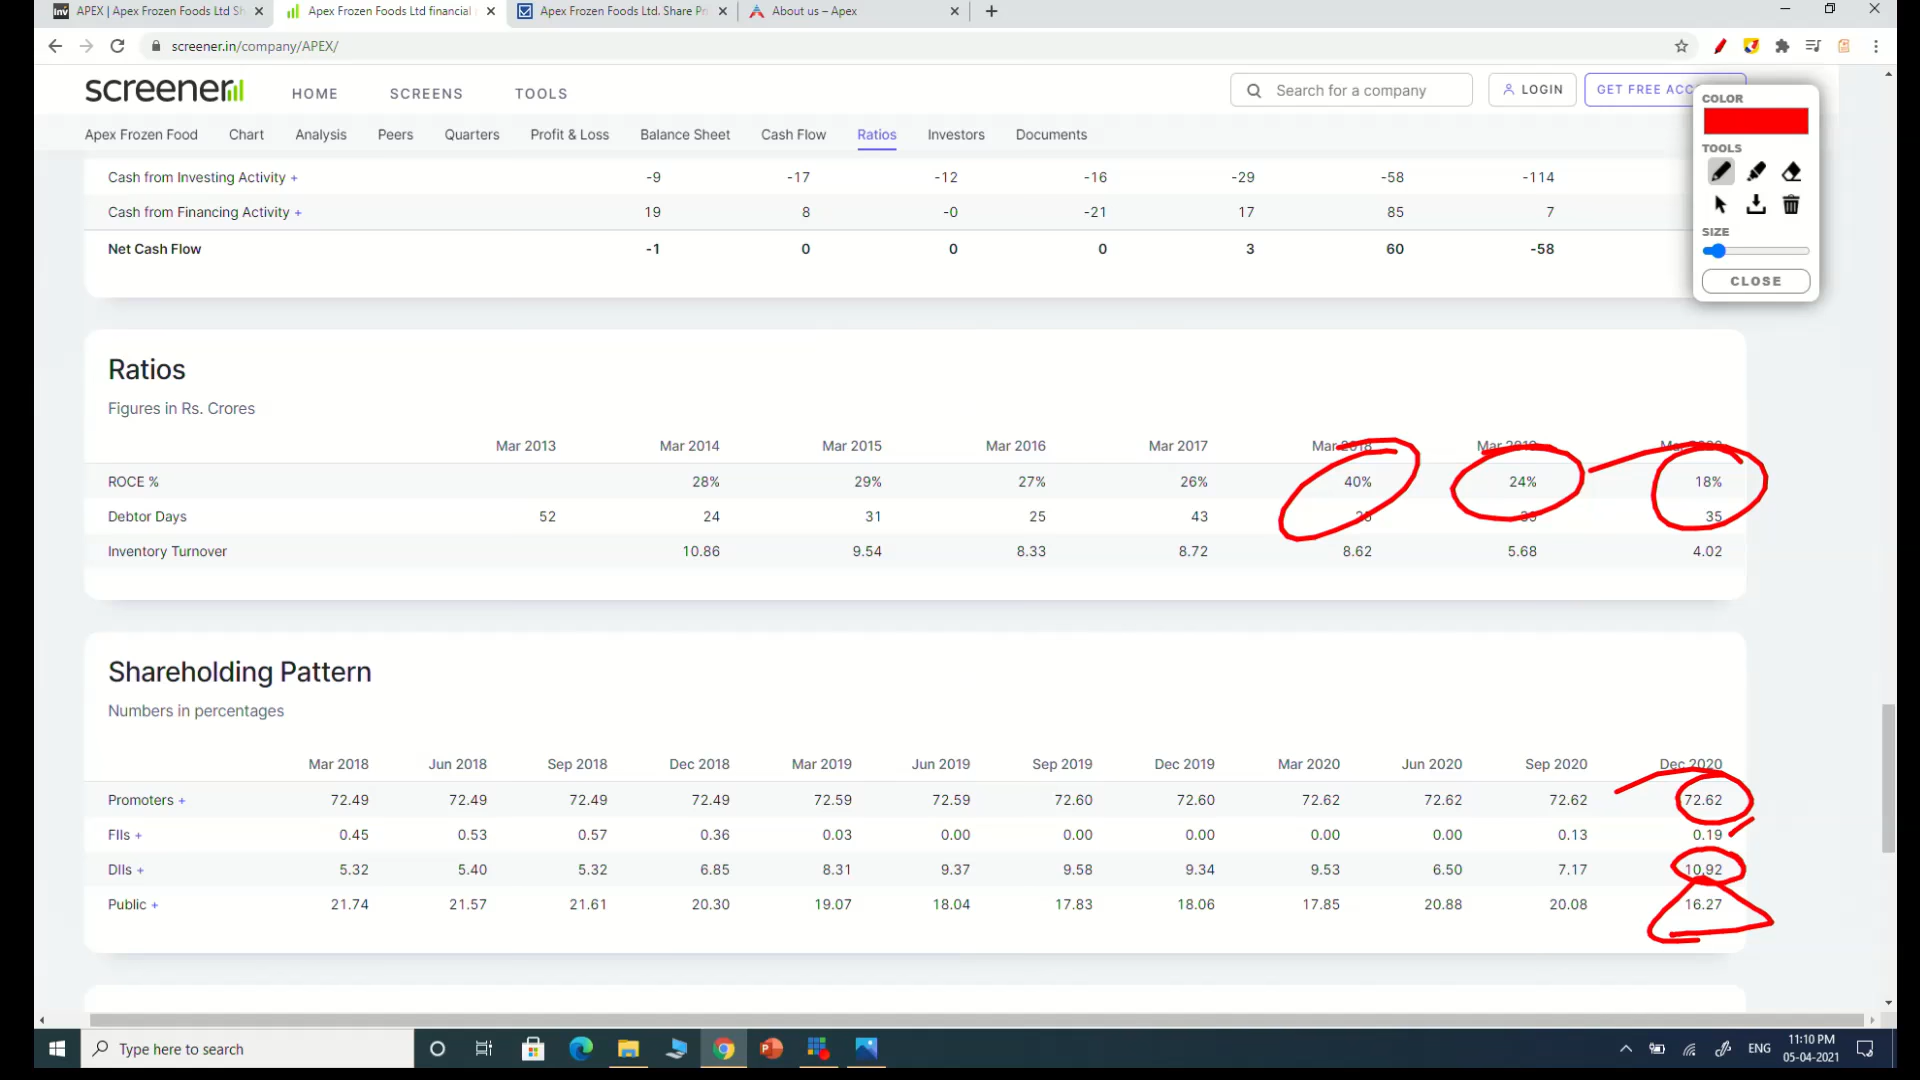 APEX | Apex Frozen Foods Ltd Sh
Apex Frozen Foods Ltd financial
Apex Frozen Foods Ltd. Share Pr
About us – Apex
screener.in/company/APEX/
screener
HOME
SCREENS
TOOLS
Search for a company
LOGIN
GET FREE ACC
COLOR
TOOLS
SIZE
CLOSE
Apex Frozen Food Chart Analysis Peers Quarters Profit & Loss Balance Sheet Cash Flow Ratios Investors Documents
Cash from Investing Activity + -9 -17 -12 -16 -29 -58 -114
Cash from Financing Activity + 19 8 -0 -21 17 85 7
Net Cash Flow -1 0 0 0 3 60 -58
Ratios
Figures in Rs. Crores
Mar 2013 Mar 2014 Mar 2015 Mar 2016 Mar 2017 Mar 2018 Mar 2019 Mar 2020
ROCE % 28% 29% 27% 26% 40% 24% 18%
Debtor Days 52 24 31 25 43 35
Inventory Turnover 10.86 9.54 8.33 8.72 8.62 5.68 4.02
Shareholding Pattern
Numbers in percentages
Mar 2018 Jun 2018 Sep 2018 Dec 2018 Mar 2019 Jun 2019 Sep 2019 Dec 2019 Mar 2020 Jun 2020 Sep 2020 Dec 2020
Promoters + 72.49 72.49 72.49 72.49 72.59 72.59 72.60 72.60 72.62 72.62 72.62 72.62
FIIs + 0.45 0.53 0.57 0.36 0.03 0.00 0.00 0.00 0.00 0.00 0.13 0.19
DIIs + 5.32 5.40 5.32 6.85 8.31 9.37 9.58 9.34 9.53 6.50 7.17 10.92
Public + 21.74 21.57 21.61 20.30 19.07 18.04 17.83 18.06 17.85 20.88 20.08 16.27
Type here to search
ENG
11:10 PM
05-04-2021